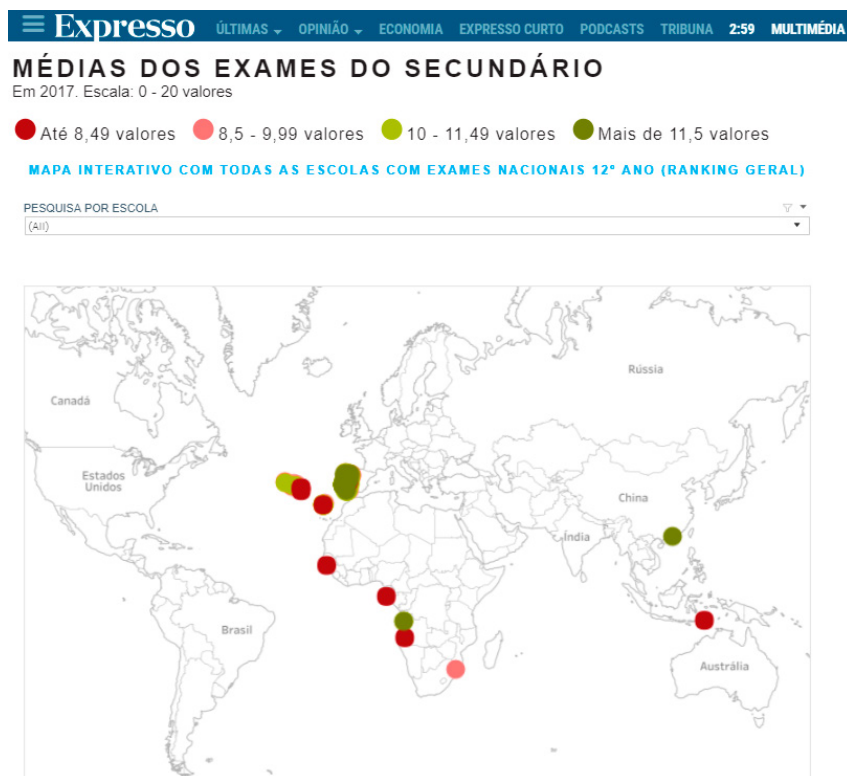 Expresso ÚLTIMAS OPINIÃO ECONOMIA EXPRESSO CURTO PODCASTS TRIBUNA 2:59 MULTIMÉDIA
MÉDIAS DOS EXAMES DO SECUNDÁRIO
Em 2017. Escala: 0 - 20 valores
Até 8,49 valores 8,5 - 9,99 valores 10 - 11,49 valores Mais de 11,5 valores
MAPA INTERATIVO COM TODAS AS ESCOLAS COM EXAMES NACIONAIS 12º ANO (RANKING GERAL)
PESQUISA POR ESCOLA
(All)
Rússia
Canadá
Estados
Unidos
China
Índia
Brasil
Austrália